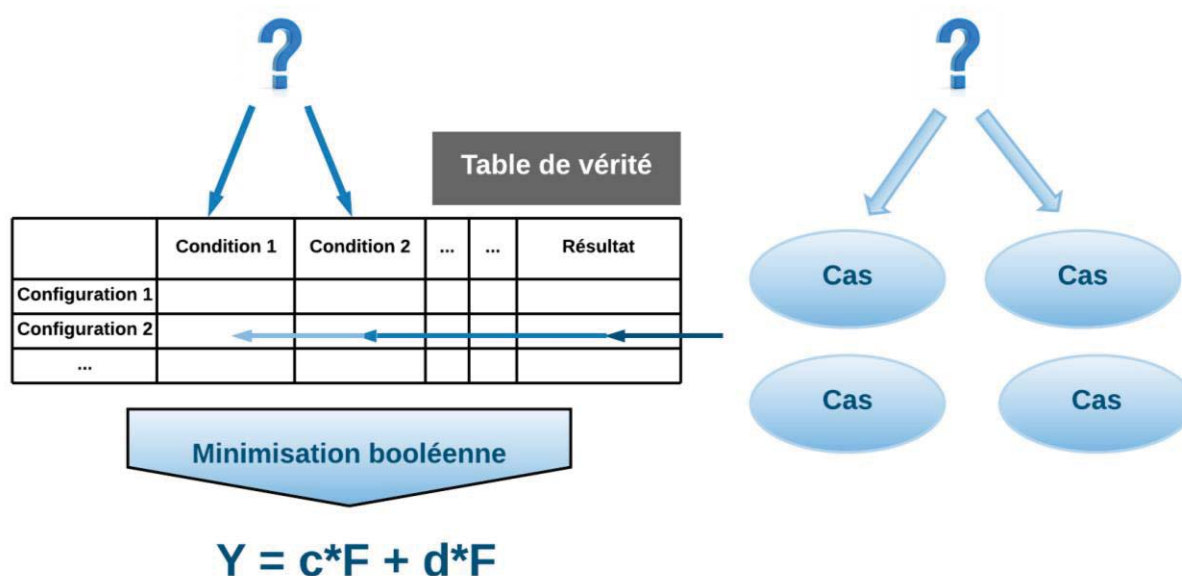 ? ?
Table de vérité
Condition 1 Condition 2 ... ... Résultat
Configuration 1
Configuration 2
...
Cas Cas
Cas Cas
Minimisation booléenne
Y = c*F + d*F